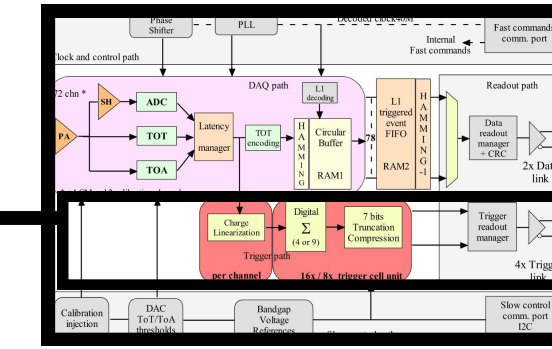 Phase
Shifter
PLL
Decoded clock40M
Internal
Fast commands
Fast commands
comm. port
Clock and control path
72 chn *
DAQ path
Readout path
SH
ADC
PA
TOT
TOA
Latency
manager
TOT
encoding
L1
decoding
H
A
M
M
I
N
G
Circular
Buffer
RAM1
78
L1
triggered
event
FIFO
RAM2
H
A
M
M
I
N
G
-1
Data
readout
manager
+ CRC
2x Data
link
Charge
Linearization
Digital
Σ
(4 or 9)
7 bits
Truncation
Compression
Trigger path
per channel
16x / 8x trigger cell unit
Trigger
readout
manager
4x Trigg
link
Calibration
injection
DAC
ToT/ToA
thresholds
Bandgap
Voltage
References
Slow control
comm. port
I2C